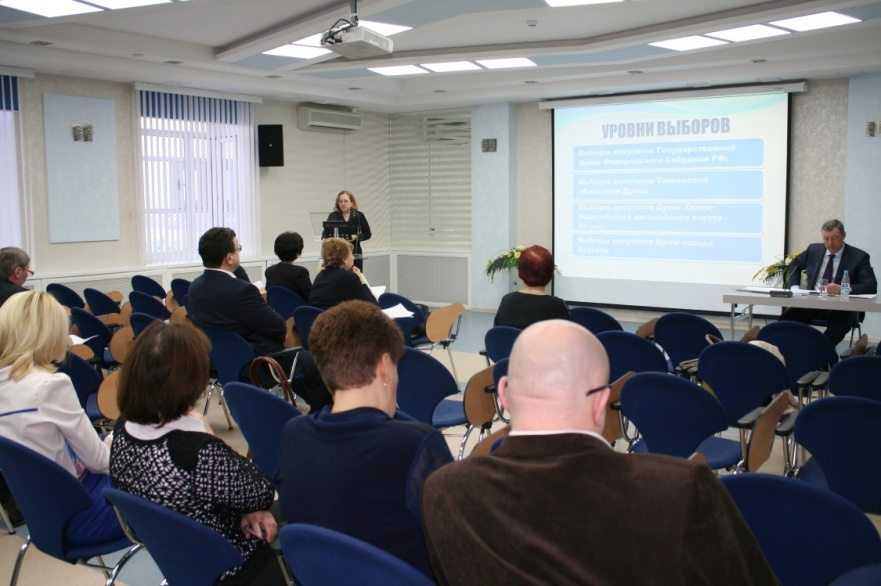 УРОВНИ ВЫБОРОВ
Выборы депутатов Государственной
Думы Федерального Собрания РФ;
Выборы депутатов Тюменской
областной Думы;
Выборы депутатов Думы Ханты-
Мансийского автономного округа –
Югры;
Выборы депутатов Думы города
Сургута.